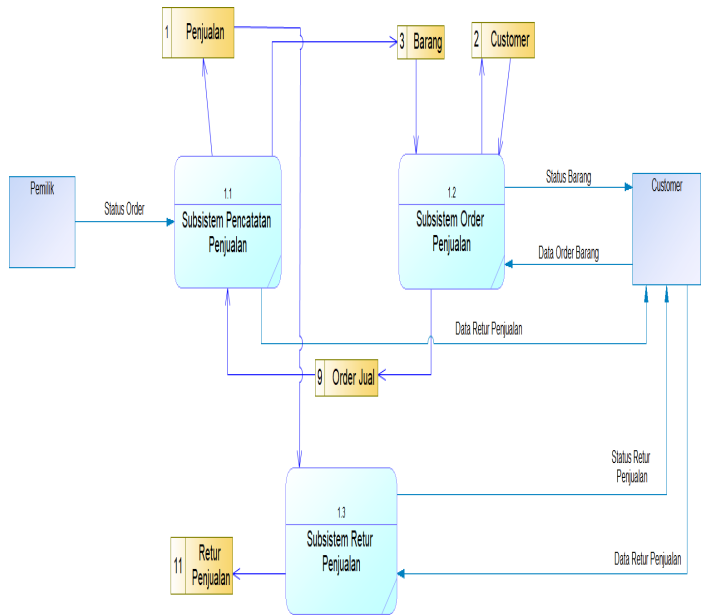 1 Penjualan
3 Barang
2 Customer
Pemilik
Status Order
1.1
Subsistem Pencatatan
Penjualan
1.2
Subsistem Order
Penjualan
Status Barang
Customer
Data Order Barang
Data Retur Penjualan
9 Order Jual
Status Retur
Penjualan
1.3
Subsistem Retur
Penjualan
11 Retur
Penjualan
Data Retur Penjualan